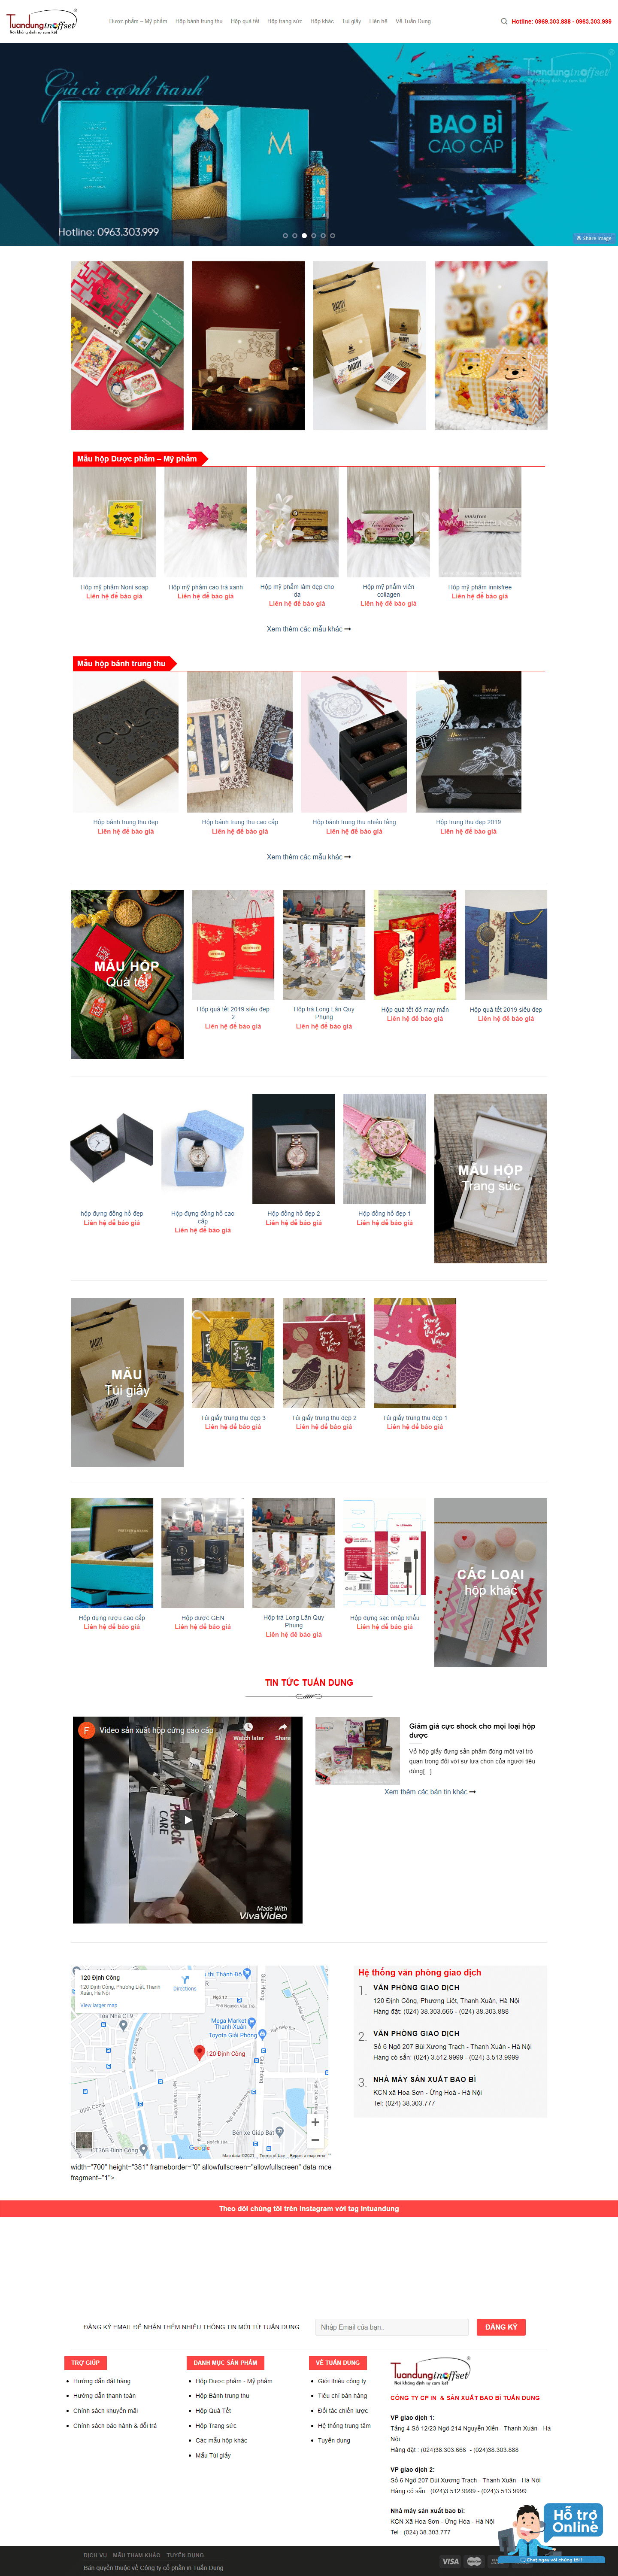 Tuandung inoffset
Nơi khẳng định sự cam kết
Dược phẩm – Mỹ phẩm
Hộp bánh trung thu
Hộp quà tết
Hộp trang sức
Hộp khác
Túi giấy
Liên hệ
Về Tuấn Dung
Hotline: 0969.303.888 - 0963.303.999
Giá cả cạnh tranh
Tuandung inoffset
BAO BÌ
CAO CẤP
Hotline: 0963.303.999
Share Image
Mẫu hộp Dược phẩm – Mỹ phẩm
Hộp mỹ phẩm Noni soap
Liên hệ để báo giá
Hộp mỹ phẩm cao trà xanh
Liên hệ để báo giá
Hộp mỹ phẩm làm đẹp cho da
Liên hệ để báo giá
Hộp mỹ phẩm viên collagen
Liên hệ để báo giá
Hộp mỹ phẩm innisfree
Liên hệ để báo giá
Xem thêm các mẫu khác
Mẫu hộp bánh trung thu
Hộp bánh trung thu đẹp
Liên hệ để báo giá
Hộp bánh trung thu cao cấp
Liên hệ để báo giá
Hộp bánh trung thu nhiều tầng
Liên hệ để báo giá
Hộp trung thu đẹp 2019
Liên hệ để báo giá
Xem thêm các mẫu khác
MẪU HỘP
Quà tết
Hộp quà tết 2019 siêu đẹp 2
Liên hệ để báo giá
Hộp trà Long Lân Quy Phụng
Liên hệ để báo giá
Hộp quà tết đỏ may mắn
Liên hệ để báo giá
Hộp quà tết 2019 siêu đẹp
Liên hệ để báo giá
hộp đựng đồng hồ đẹp
Liên hệ để báo giá
Hộp đựng đồng hồ cao cấp
Liên hệ để báo giá
Hộp đồng hồ đẹp 2
Liên hệ để báo giá
Hộp đồng hồ đẹp 1
Liên hệ để báo giá
MẪU HỘP
Trang sức
MẪU
Túi giấy
Túi giấy trung thu đẹp 3
Liên hệ để báo giá
Túi giấy trung thu đẹp 2
Liên hệ để báo giá
Túi giấy trung thu đẹp 1
Liên hệ để báo giá
Hộp đựng rượu cao cấp
Liên hệ để báo giá
Hộp dược GEN
Liên hệ để báo giá
Hộp trà Long Lân Quy Phụng
Liên hệ để báo giá
Hộp đựng sạc nhập khẩu
Liên hệ để báo giá
CÁC LOẠI
hộp khác
TIN TỨC TUẤN DUNG
F
Video sản xuất hộp cứng cao cấp
Watch later
Share
Made With
VivaVideo
Giảm giá cực shock cho mọi loại hộp dược
Vỏ hộp giấy đựng sản phẩm đóng một vai trò quan trọng đối với sự lựa chọn của người tiêu dùng[...]
Xem thêm các bản tin khác
120 Định Công
120 Định Công, Phương Liệt, Thanh Xuân, Hà Nội
Directions
View larger map
Tòa Nhà CT9
Mega Market Thanh Xuân
Toyota Giải Phóng
120 Định Công
Định Công
Bến xe Giáp Bát
CT36B Định Công
Google
Map data ©2021
Terms of Use
Report a map error
width="700" height="381" frameborder="0" allowfullscreen="allowfullscreen" data-mce-fragment="1">
Hệ thống văn phòng giao dịch
1. VĂN PHÒNG GIAO DỊCH
120 Định Công, Phương Liệt, Thanh Xuân, Hà Nội
Hàng đặt: (024) 38.303.666 - (024) 38.303.888
2. VĂN PHÒNG GIAO DỊCH
Số 6 Ngõ 207 Bùi Xương Trạch - Thanh Xuân - Hà Nội
Hàng có sẵn: (024) 3.512.9999 - (024) 3.513.9999
3. NHÀ MÁY SẢN XUẤT BAO BÌ
KCN xã Hoa Sơn - Ứng Hoà - Hà Nội
Tel: (024) 38.303.777
Theo dõi chúng tôi trên Instagram với tag intuandung
ĐĂNG KÝ EMAIL ĐỂ NHẬN THÊM NHIỀU THÔNG TIN MỚI TỪ TUẤN DUNG
Nhập Email của bạn..
ĐĂNG KÝ
TRỢ GIÚP
Hướng dẫn đặt hàng
Hướng dẫn thanh toán
Chính sách khuyến mãi
Chính sách bảo hành & đổi trả
DANH MỤC SẢN PHẨM
Hộp Dược phẩm - Mỹ phẩm
Hộp Bánh trung thu
Hộp Quà Tết
Hộp Trang sức
Các mẫu hộp khác
Mẫu Túi giấy
VỀ TUẤN DUNG
Giới thiệu công ty
Tiêu chí bán hàng
Đối tác chiến lược
Hệ thống trung tâm
Tuyển dụng
Tuandung inoffset
Nơi khẳng định sự cam kết
CÔNG TY CP IN & SẢN XUẤT BAO BÌ TUẤN DUNG
VP giao dịch 1:
Tầng 4 Số 12/23 Ngõ 214 Nguyễn Xiển - Thanh Xuân - Hà Nội
Hàng đặt : (024)38.303.666 - (024)38.303.888
VP giao dịch 2:
Số 6 Ngõ 207 Bùi Xương Trạch - Thanh Xuân - Hà Nội
Hàng có sẵn : (024)3.512.9999 - (024)3.513.9999
Nhà máy sản xuất bao bì:
KCN Xã Hoa Sơn - Ứng Hòa - Hà Nội
Tel : (024) 38.303.777
Hỗ trợ
Online
Chat ngay với chúng tôi !
DỊCH VỤ
MẪU THAM KHẢO
TUYỂN DỤNG
Bản quyền thuộc về Công ty cổ phần in Tuấn Dung
VISA